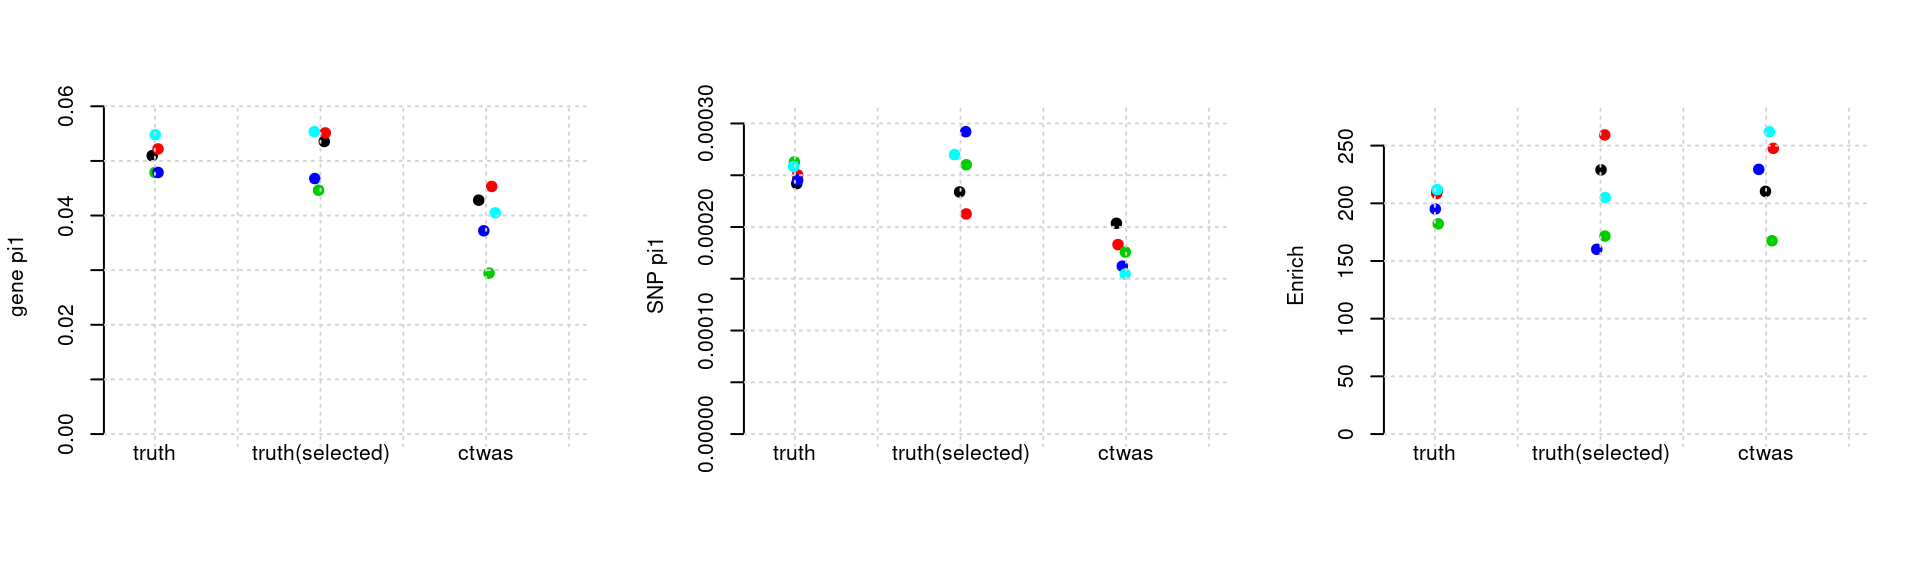 gene pi1
0.00
0.02
0.04
0.06
truth
truth(selected)
ctwas
SNP pi1
0.00000
0.00010
0.00020
0.00030
truth
truth(selected)
ctwas
Enrich
0
50
100
150
200
250
truth
truth(selected)
ctwas